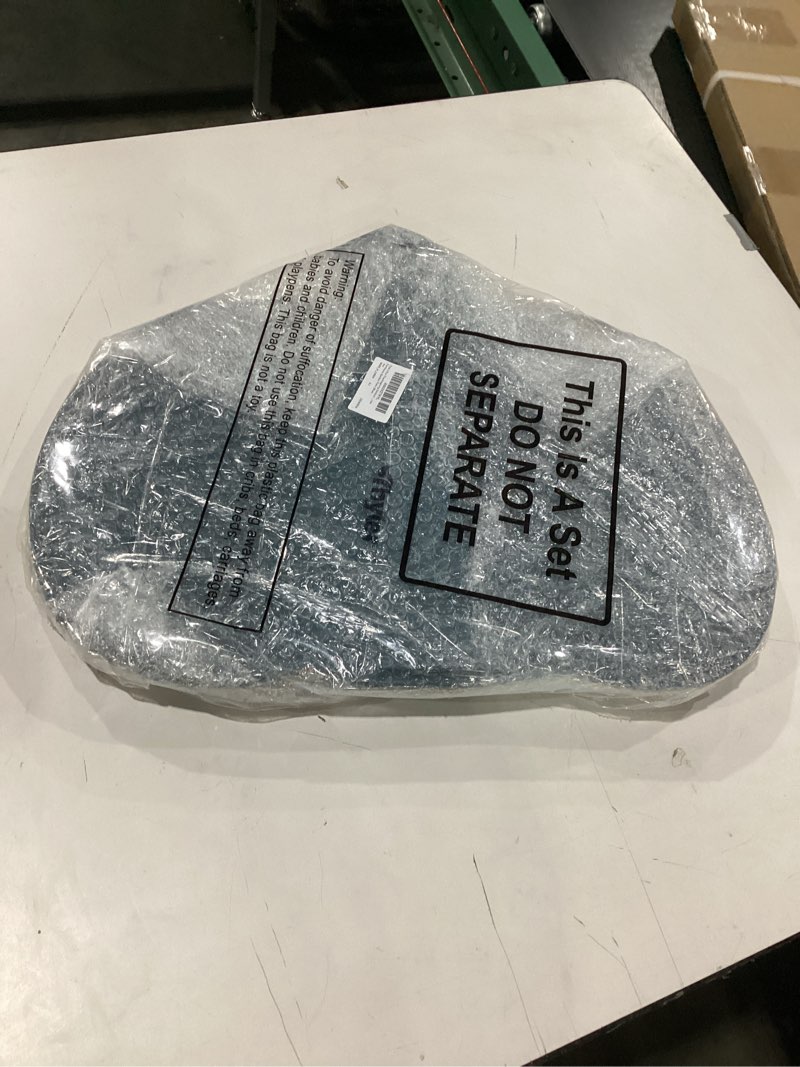 This Is A Set
DO NOT
SEPARATE
Warning
To avoid danger of suffocation, keep this plastic bag away from
babies and children. Do not use this bag in cribs, beds, carriages,
playpens. This bag is not a toy.